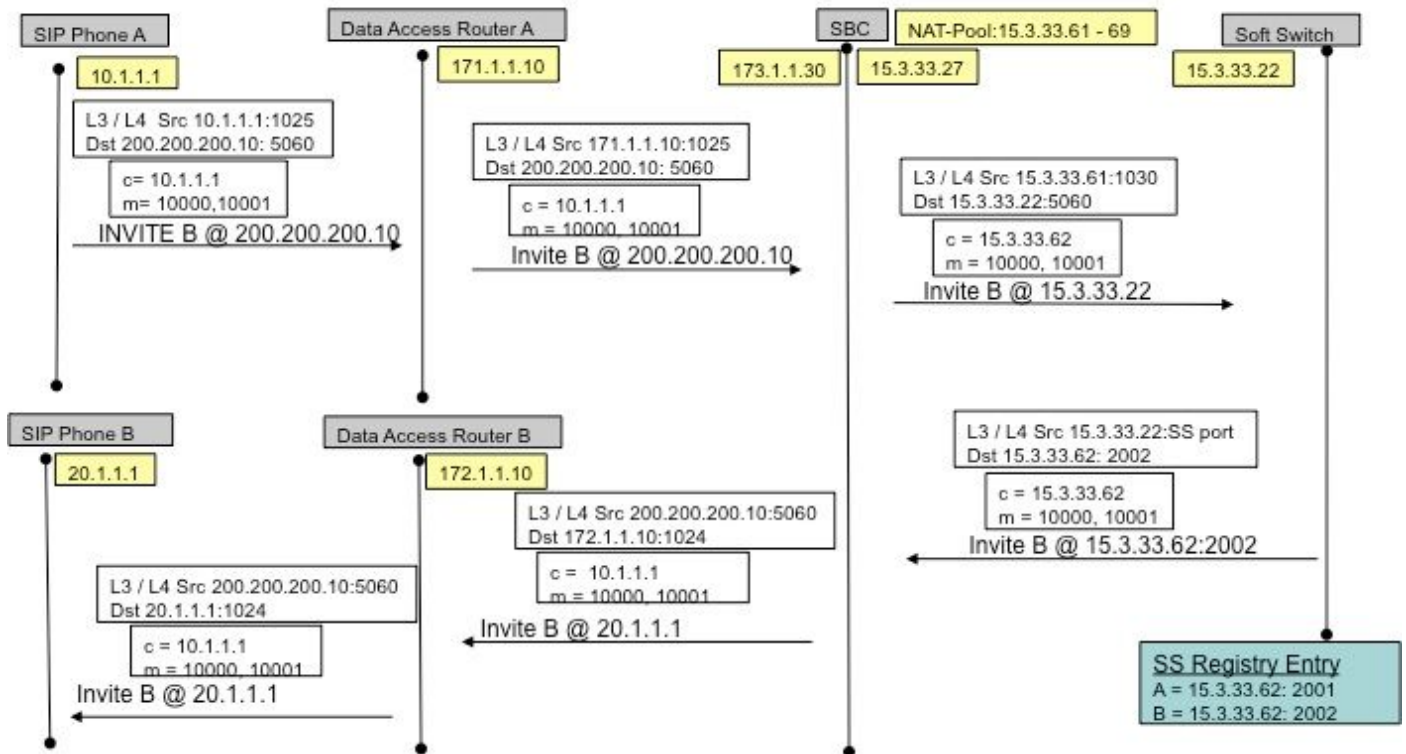 SIP Phone A
Data Access Router A
SBC
NAT-Pool:15.3.33.61 - 69
Soft Switch
10.1.1.1
171.1.1.10
173.1.1.30
15.3.33.27
15.3.33.22
L3 / L4 Src 10.1.1.1:1025
Dst 200.200.200.10: 5060
c= 10.1.1.1
m= 10000,10001
INVITE B @ 200.200.200.10
L3 / L4 Src 171.1.1.10:1025
Dst 200.200.200.10: 5060
c = 10.1.1.1
m = 10000, 10001
Invite B @ 200.200.200.10
L3 / L4 Src 15.3.33.61:1030
Dst 15.3.33.22:5060
c = 15.3.33.62
m = 10000, 10001
Invite B @ 15.3.33.22
SIP Phone B
Data Access Router B
20.1.1.1
172.1.1.10
L3 / L4 Src 15.3.33.22:SS port
Dst 15.3.33.62: 2002
c = 15.3.33.62
m = 10000, 10001
Invite B @ 15.3.33.62:2002
L3 / L4 Src 200.200.200.10:5060
Dst 172.1.1.10:1024
c = 10.1.1.1
m = 10000, 10001
Invite B @ 20.1.1.1
L3 / L4 Src 200.200.200.10:5060
Dst 20.1.1.1:1024
c = 10.1.1.1
m = 10000, 10001
Invite B @ 20.1.1.1
SS Registry Entry
A = 15.3.33.62: 2001
B = 15.3.33.62: 2002